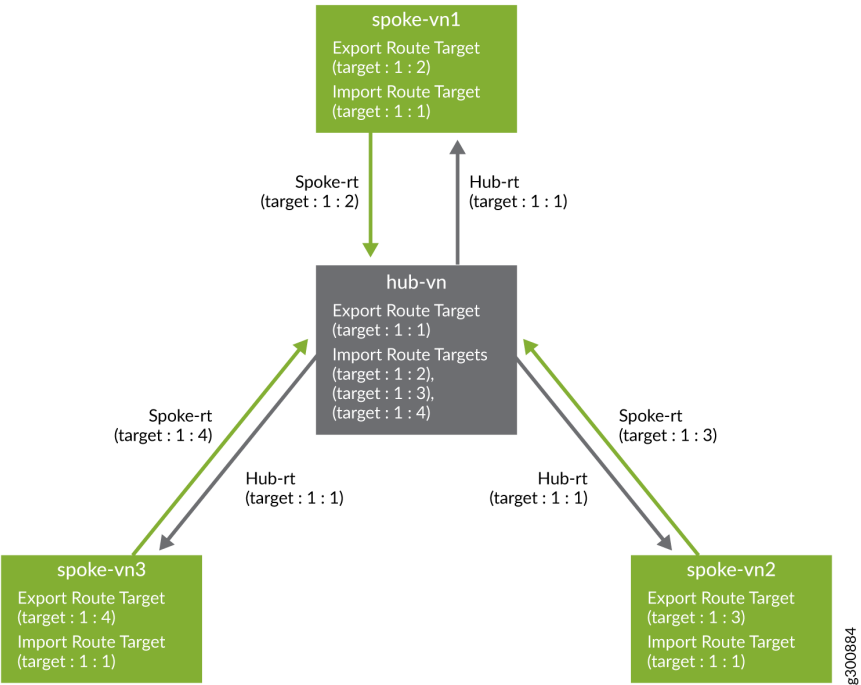 spoke-vn1
Export Route Target
(target : 1 : 2)
Import Route Target
(target : 1 : 1)
Spoke-rt
(target : 1 : 2)
Hub-rt
(target : 1 : 1)
hub-vn
Export Route Target
(target : 1 : 1)
Import Route Targets
(target : 1 : 2),
(target : 1 : 3),
(target : 1 : 4)
Spoke-rt
(target : 1 : 4)
Hub-rt
(target : 1 : 1)
Spoke-rt
(target : 1 : 3)
Hub-rt
(target : 1 : 1)
spoke-vn3
Export Route Target
(target : 1 : 4)
Import Route Target
(target : 1 : 1)
spoke-vn2
Export Route Target
(target : 1 : 3)
Import Route Target
(target : 1 : 1)
g300884